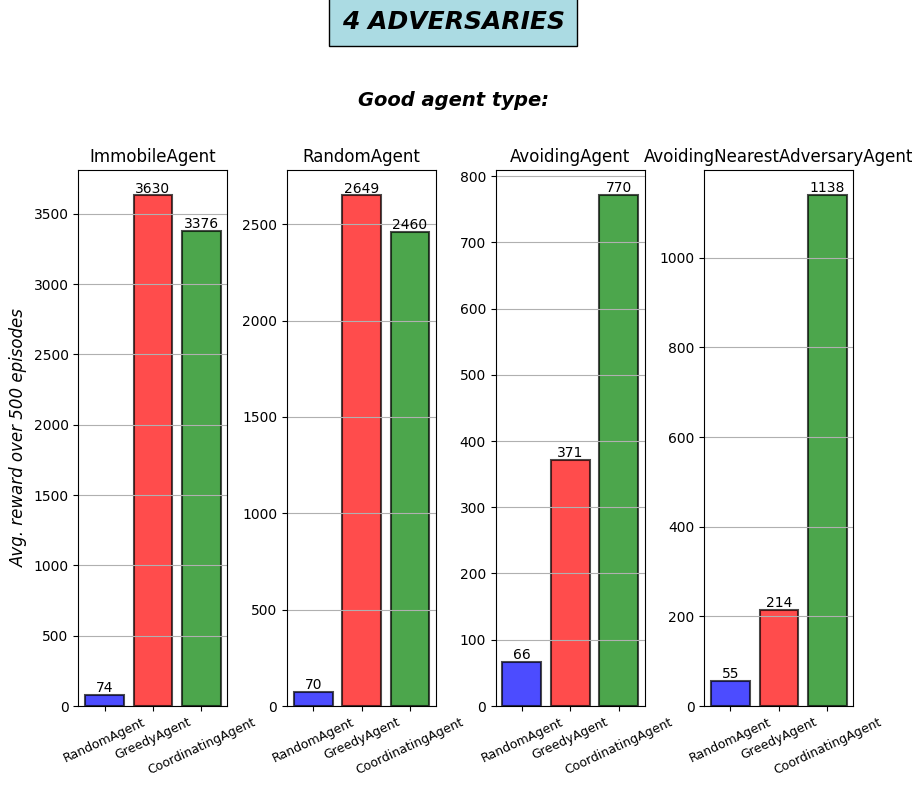 4 ADVERSARIES
Good agent type:
ImmobileAgent
RandomAgent
AvoidingAgent
AvoidingNearestAdversaryAgent
Avg. reward over 500 episodes
3500
3000
2500
2000
1500
1000
500
0
3630
3376
74
RandomAgent
GreedyAgent
CoordinatingAgent
2500
2000
1500
1000
500
0
2649
2460
70
RandomAgent
GreedyAgent
CoordinatingAgent
800
700
600
500
400
300
200
100
0
770
371
66
RandomAgent
GreedyAgent
CoordinatingAgent
1000
800
600
400
200
0
1138
214
55
RandomAgent
GreedyAgent
CoordinatingAgent